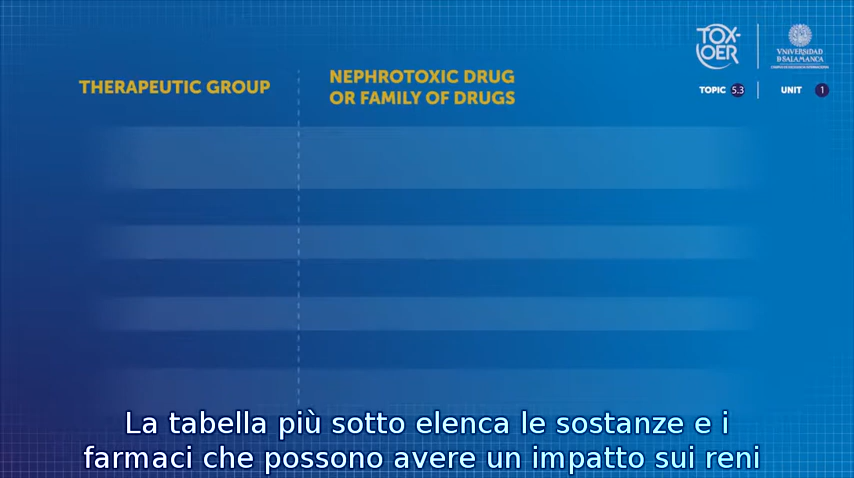 TOX-
OER
VNiVERSiDAD
D SALAMANCA
TOPIC 5.3
UNIT 1
THERAPEUTIC GROUP
NEPHROTOXIC DRUG
OR FAMILY OF DRUGS
La tabella più sotto elenca le sostanze e i
farmaci che possono avere un impatto sui reni